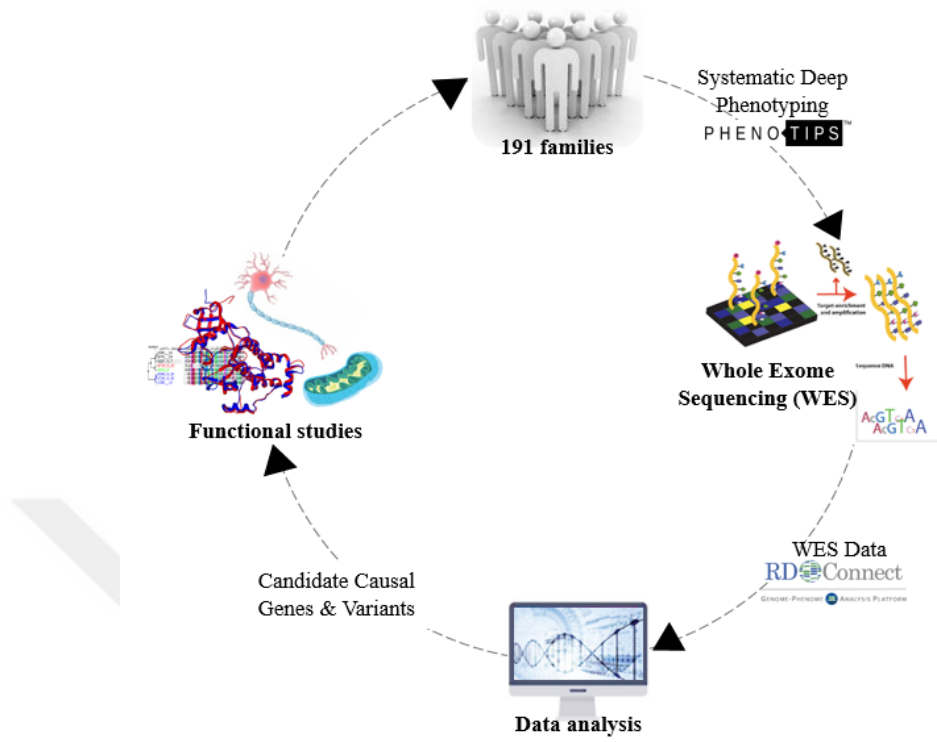 191 families
Systematic Deep
Phenotyping
PHENOTIPS™
Target enrichment
and amplification
Whole Exome
Sequencing (WES)
Sequence DNA
WES Data
RD Connect
GENOME-PHENOME ANALYSIS PLATFORM
Data analysis
Candidate Causal
Genes & Variants
Functional studies